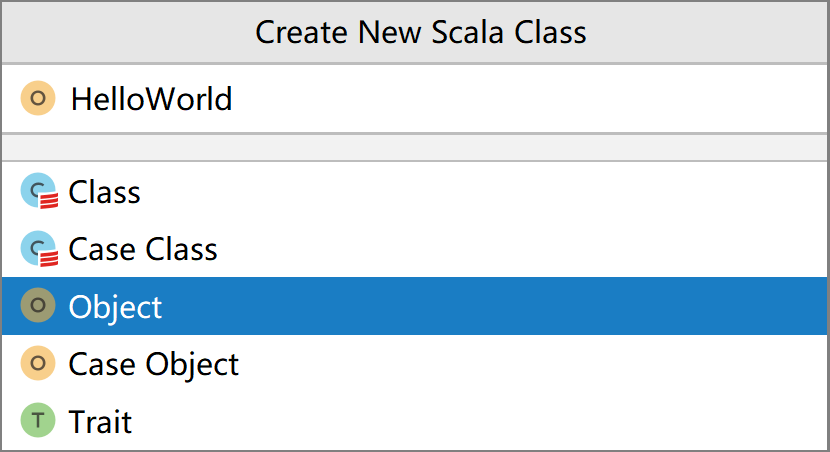 Create New Scala Class
O HelloWorld
C Class
C Case Class
O Object
O Case Object
T Trait